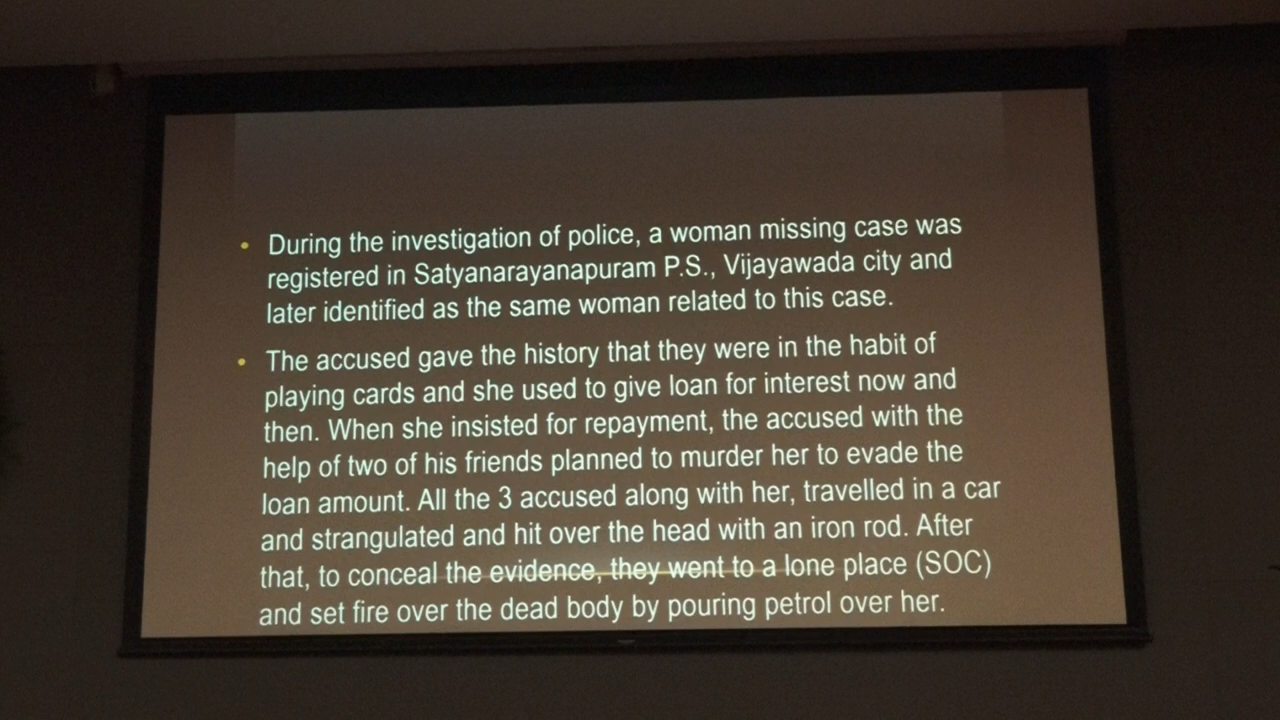 • During the investigation of police, a woman missing case was
registered in Satyanarayanapuram P.S., Vijayawada city and
later identified as the same woman related to this case.
• The accused gave the history that they were in the habit of
playing cards and she used to give loan for interest now and
then. When she insisted for repayment, the accused with the
help of two of his friends planned to murder her to evade the
loan amount. All the 3 accused along with her, travelled in a car
and strangulated and hit over the head with an iron rod. After
that, to conceal the evidence, they went to a lone place (SOC)
and set fire over the dead body by pouring petrol over her.